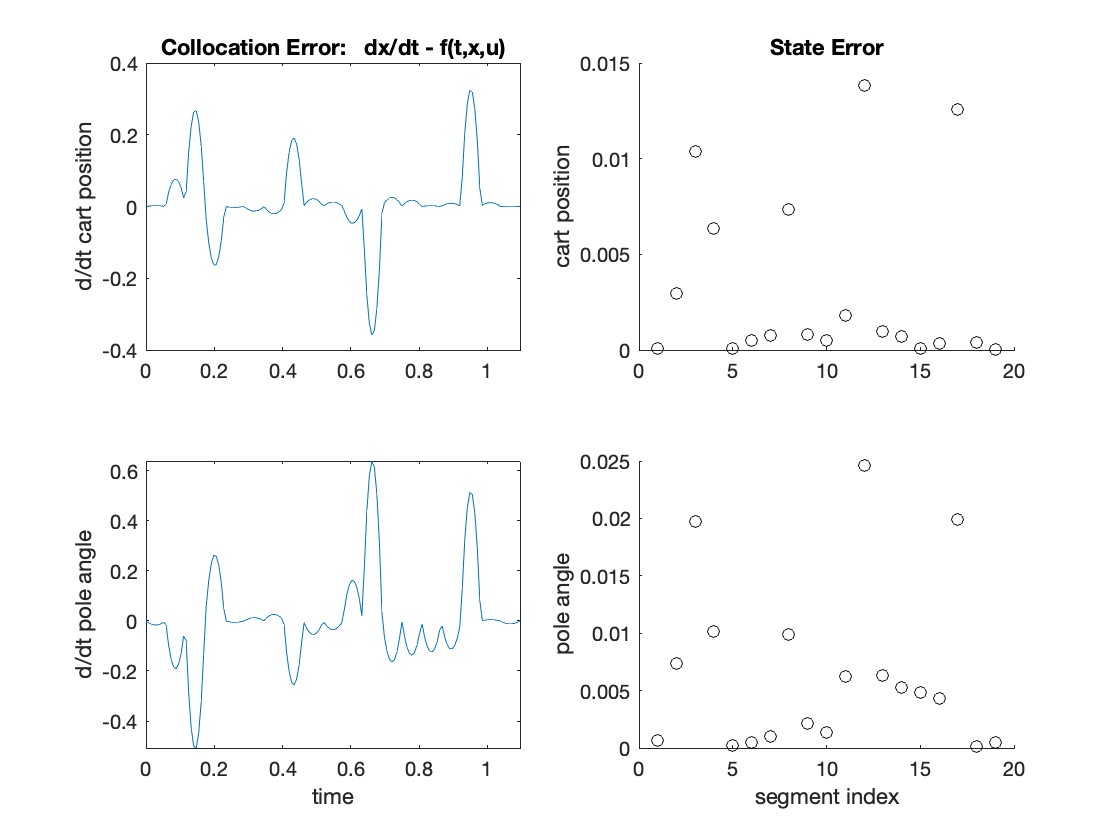 Collocation Error:   dx/dt - f(t,x,u)
d/dt cart position
0.4
0.2
0
-0.2
-0.4
0 0.2 0.4 0.6 0.8 1
State Error
cart position
0.015
0.01
0.005
0
0 5 10 15 20
d/dt pole angle
0.6
0.4
0.2
0
-0.2
-0.4
0 0.2 0.4 0.6 0.8 1
time
pole angle
0.025
0.02
0.015
0.01
0.005
0
0 5 10 15 20
segment index